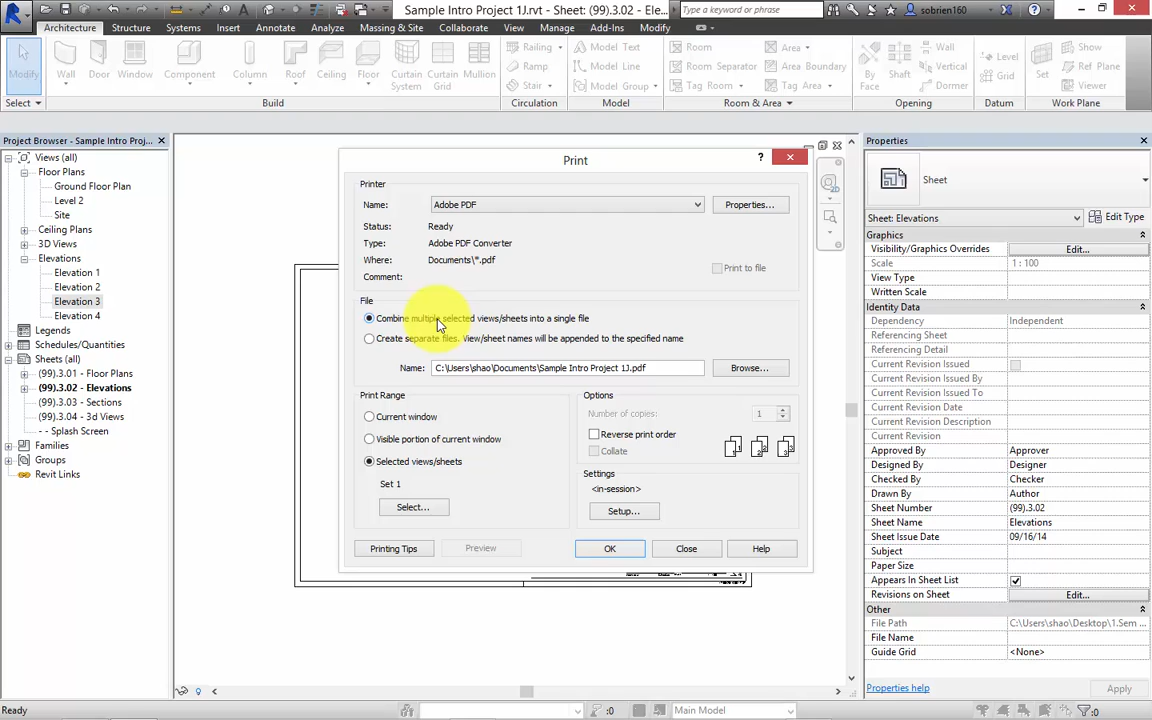 Sample Intro Project 1J.rvt - Sheet: (99).3.02 - Elev...
Type a keyword or phrase
sobrien160
Architecture Structure Systems Insert Annotate Analyze Massing & Site Collaborate View Manage Add-Ins Modify
Modify
Wall
Door
Window
Component
Column
Roof
Ceiling
Floor
Curtain System
Curtain Grid
Mullion
Railing
Ramp
Stair
Model Text
Model Line
Model Group
Room
Room Separator
Tag Room
Area
Area Boundary
Tag Area
By Face
Shaft
Wall
Vertical
Dormer
Level
Grid
Set
Show
Ref Plane
Viewer
Select
Build
Circulation
Model
Room & Area
Opening
Datum
Work Plane
Project Browser - Sample Intro Proj...
Views (all)
Floor Plans
Ground Floor Plan
Level 2
Site
Ceiling Plans
3D Views
Elevations
Elevation 1
Elevation 2
Elevation 3
Elevation 4
Legends
Schedules/Quantities
Sheets (all)
(99).3.01 - Floor Plans
(99).3.02 - Elevations
(99).3.03 - Sections
(99).3.04 - 3d Views
- - Splash Screen
Families
Groups
Revit Links
Print
?
Printer
Name: Adobe PDF Properties...
Status: Ready
Type: Adobe PDF Converter
Where: Documents\*.pdf
Comment:
Print to file
File
Combine multiple selected views/sheets into a single file
Create separate files. View/sheet names will be appended to the specified name
Name: C:\Users\shao\Documents\Sample Intro Project 1J.pdf Browse...
Print Range
Current window
Visible portion of current window
Selected views/sheets
Set 1
Select...
Options
Number of copies: 1
Reverse print order
Collate
Settings
<in-session>
Setup...
Printing Tips Preview OK Close Help
Properties
Sheet
Sheet: Elevations Edit Type
Graphics
Visibility/Graphics Overrides Edit...
Scale 1 : 100
View Type
Written Scale
Identity Data
Dependency Independent
Referencing Sheet
Referencing Detail
Current Revision Issued
Current Revision Issued By
Current Revision Issued To
Current Revision Date
Current Revision Description
Current Revision
Approved By Approver
Designed By Designer
Checked By Checker
Drawn By Author
Sheet Number (99).3.02
Sheet Name Elevations
Sheet Issue Date 09/16/14
Subject
Paper Size
Appears In Sheet List
Revisions on Sheet Edit...
Other
File Path C:\Users\shao\Desktop\1.Sem ...
File Name
Guide Grid <None>
Properties help Apply
Ready :0 Main Model :0